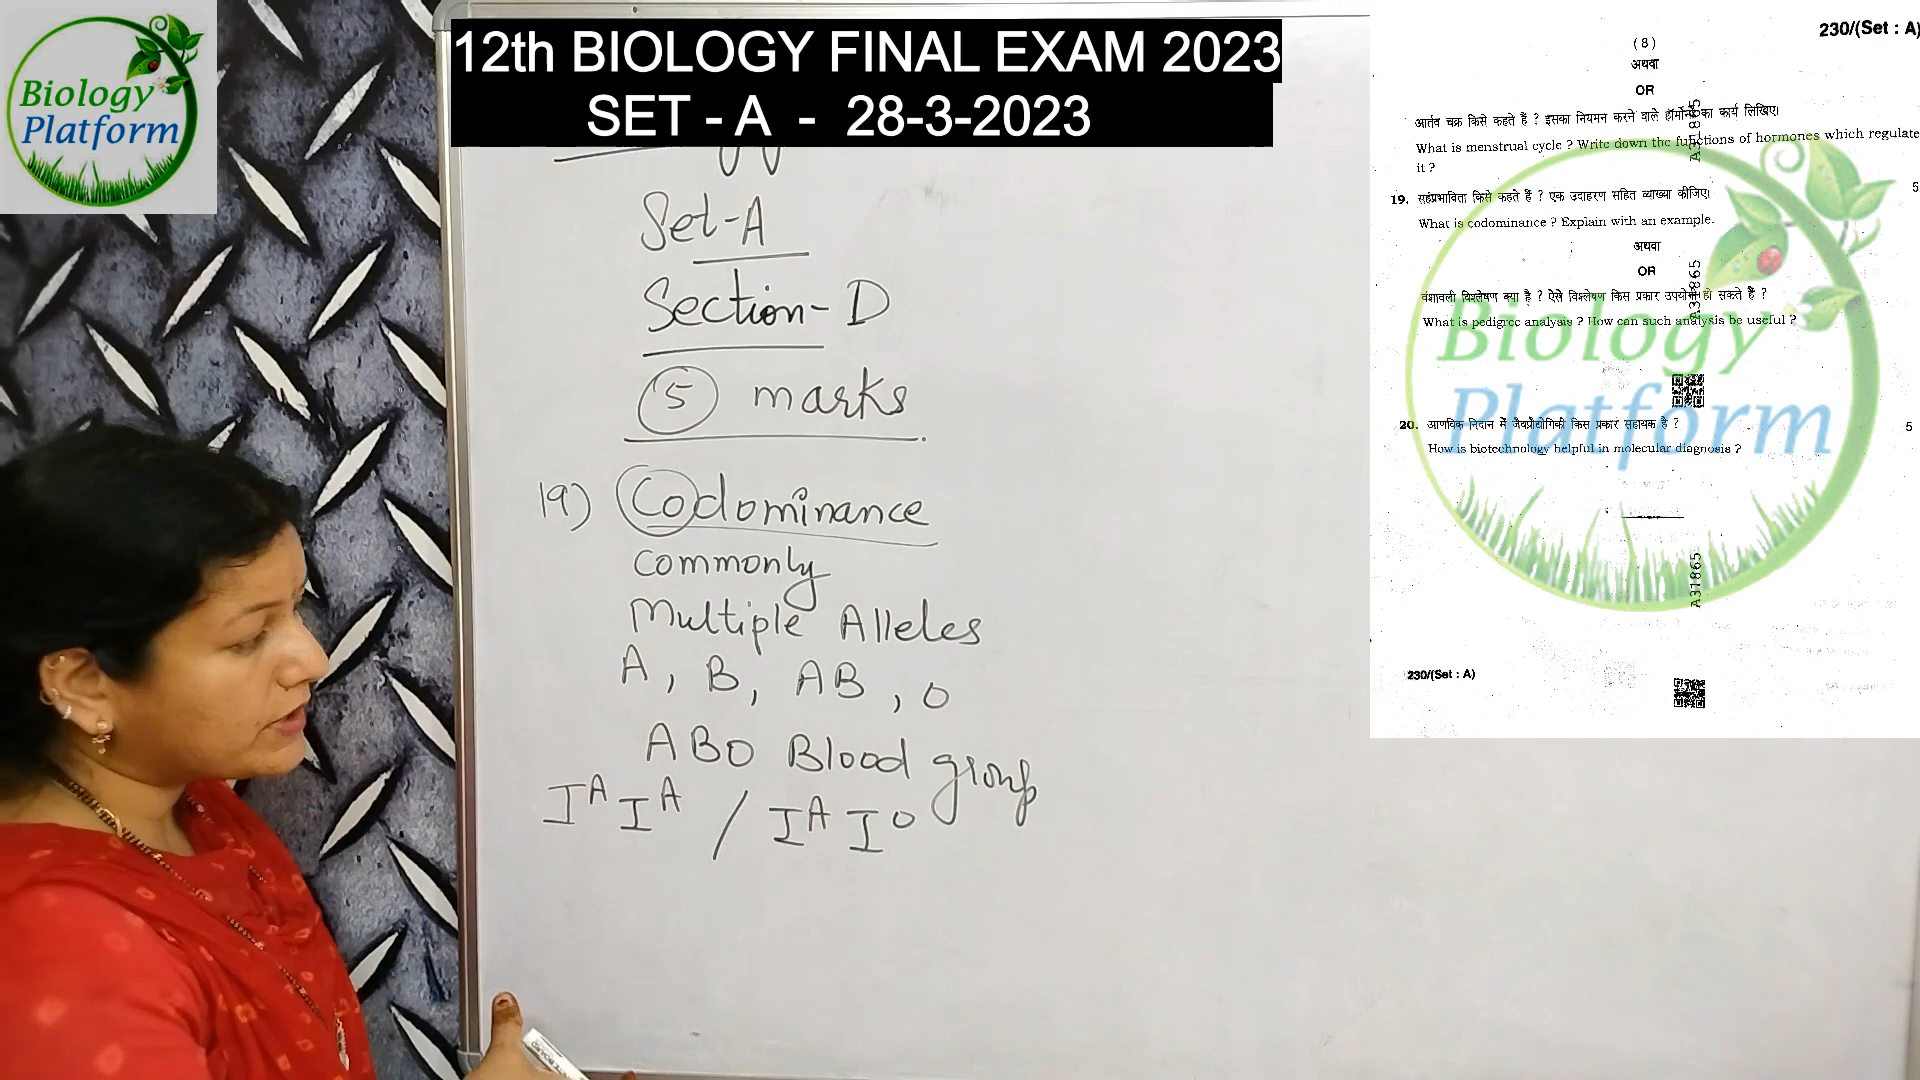 Biology
Platform
12th BIOLOGY FINAL EXAM 2023
SET - A - 28-3-2023
Set-A
Section-D
5 marks
19) Codominance
commonly
Multiple Alleles
A, B, AB, O
ABO Blood group
I^A I^A / I^A I^O
230/(Set : A)
( 8 )
अथवा
OR
आर्तव चक्र किसे कहते हैं ? इसका नियमन करने वाले हॉर्मोनों का कार्य लिखिए।
What is menstrual cycle ? Write down the functions of hormones which regulate
it ?
5
19. सहप्रभाविता किसे कहते हैं ? एक उदाहरण सहित व्याख्या कीजिए।
What is codominance ? Explain with an example.
अथवा
OR
वंशावली विश्लेषण क्या है ? ऐसे विश्लेषण किस प्रकार उपयोगी हो सकते हैं ?
What is pedigree analysis ? How can such analysis be useful ?
20. आणविक निदान में जैवप्रौद्योगिकी किस प्रकार सहायक है ?
5
How is biotechnology helpful in molecular diagnosis ?
A31865
A31865
A31865
Biology
Platform
230/(Set : A)